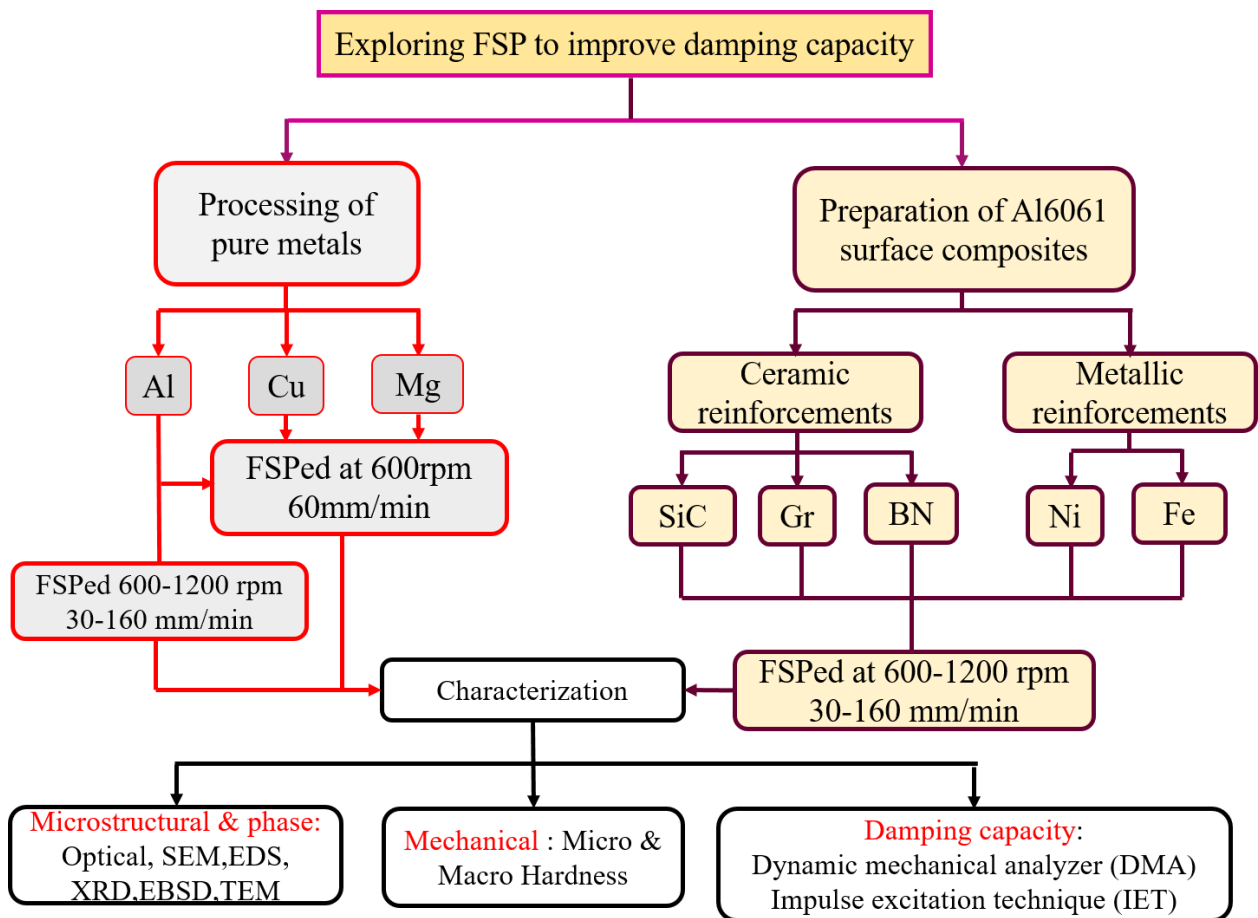 Exploring FSP to improve damping capacity
Processing of
pure metals
Preparation of Al6061
surface composites
Al
Cu
Mg
Ceramic
reinforcements
Metallic
reinforcements
FSPed at 600rpm
60mm/min
SiC
Gr
BN
Ni
Fe
FSPed 600-1200 rpm
30-160 mm/min
Characterization
FSPed at 600-1200 rpm
30-160 mm/min
Microstructural & phase:
Optical, SEM,EDS,
XRD,EBSD,TEM
Mechanical : Micro &
Macro Hardness
Damping capacity:
Dynamic mechanical analyzer (DMA)
Impulse excitation technique (IET)